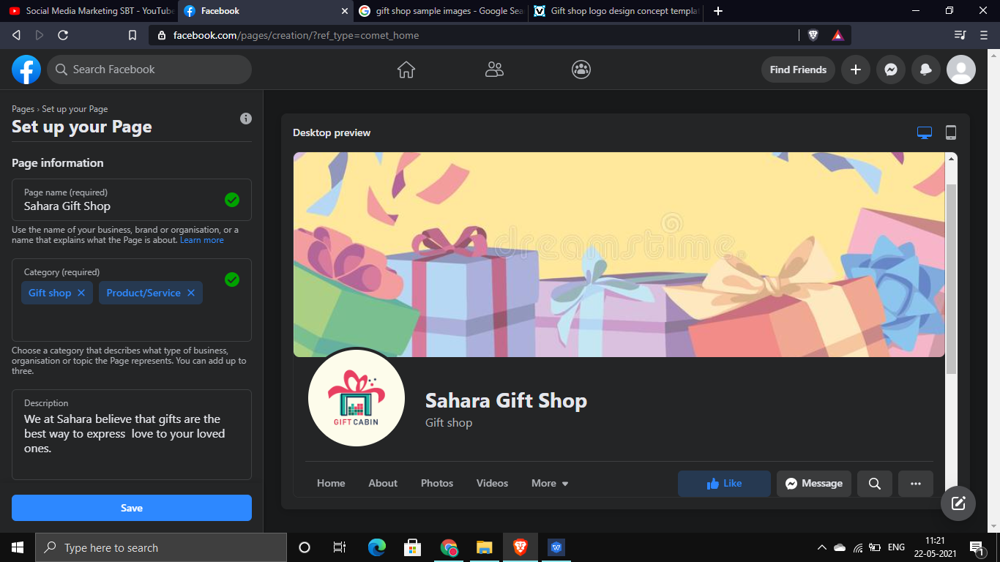 Social Media Marketing SBT - YouTube
Facebook
gift shop sample images - Google Sear
Gift shop logo design concept templat
facebook.com/pages/creation/?ref_type=comet_home
Search Facebook
Find Friends
Pages › Set up your Page
Set up your Page
Page information
Page name (required)
Sahara Gift Shop
Use the name of your business, brand or organisation, or a
name that explains what the Page is about. Learn more
Category (required)
Gift shop
Product/Service
Choose a category that describes what type of business,
organisation or topic the Page represents. You can add up to
three.
Description
We at Sahara believe that gifts are the
best way to express  love to your loved
ones.
Save
Desktop preview
dreamstime.
GIFT CABIN
Sahara Gift Shop
Gift shop
Home
About
Photos
Videos
More
Like
Message
Type here to search
ENG
11:21
22-05-2021
1